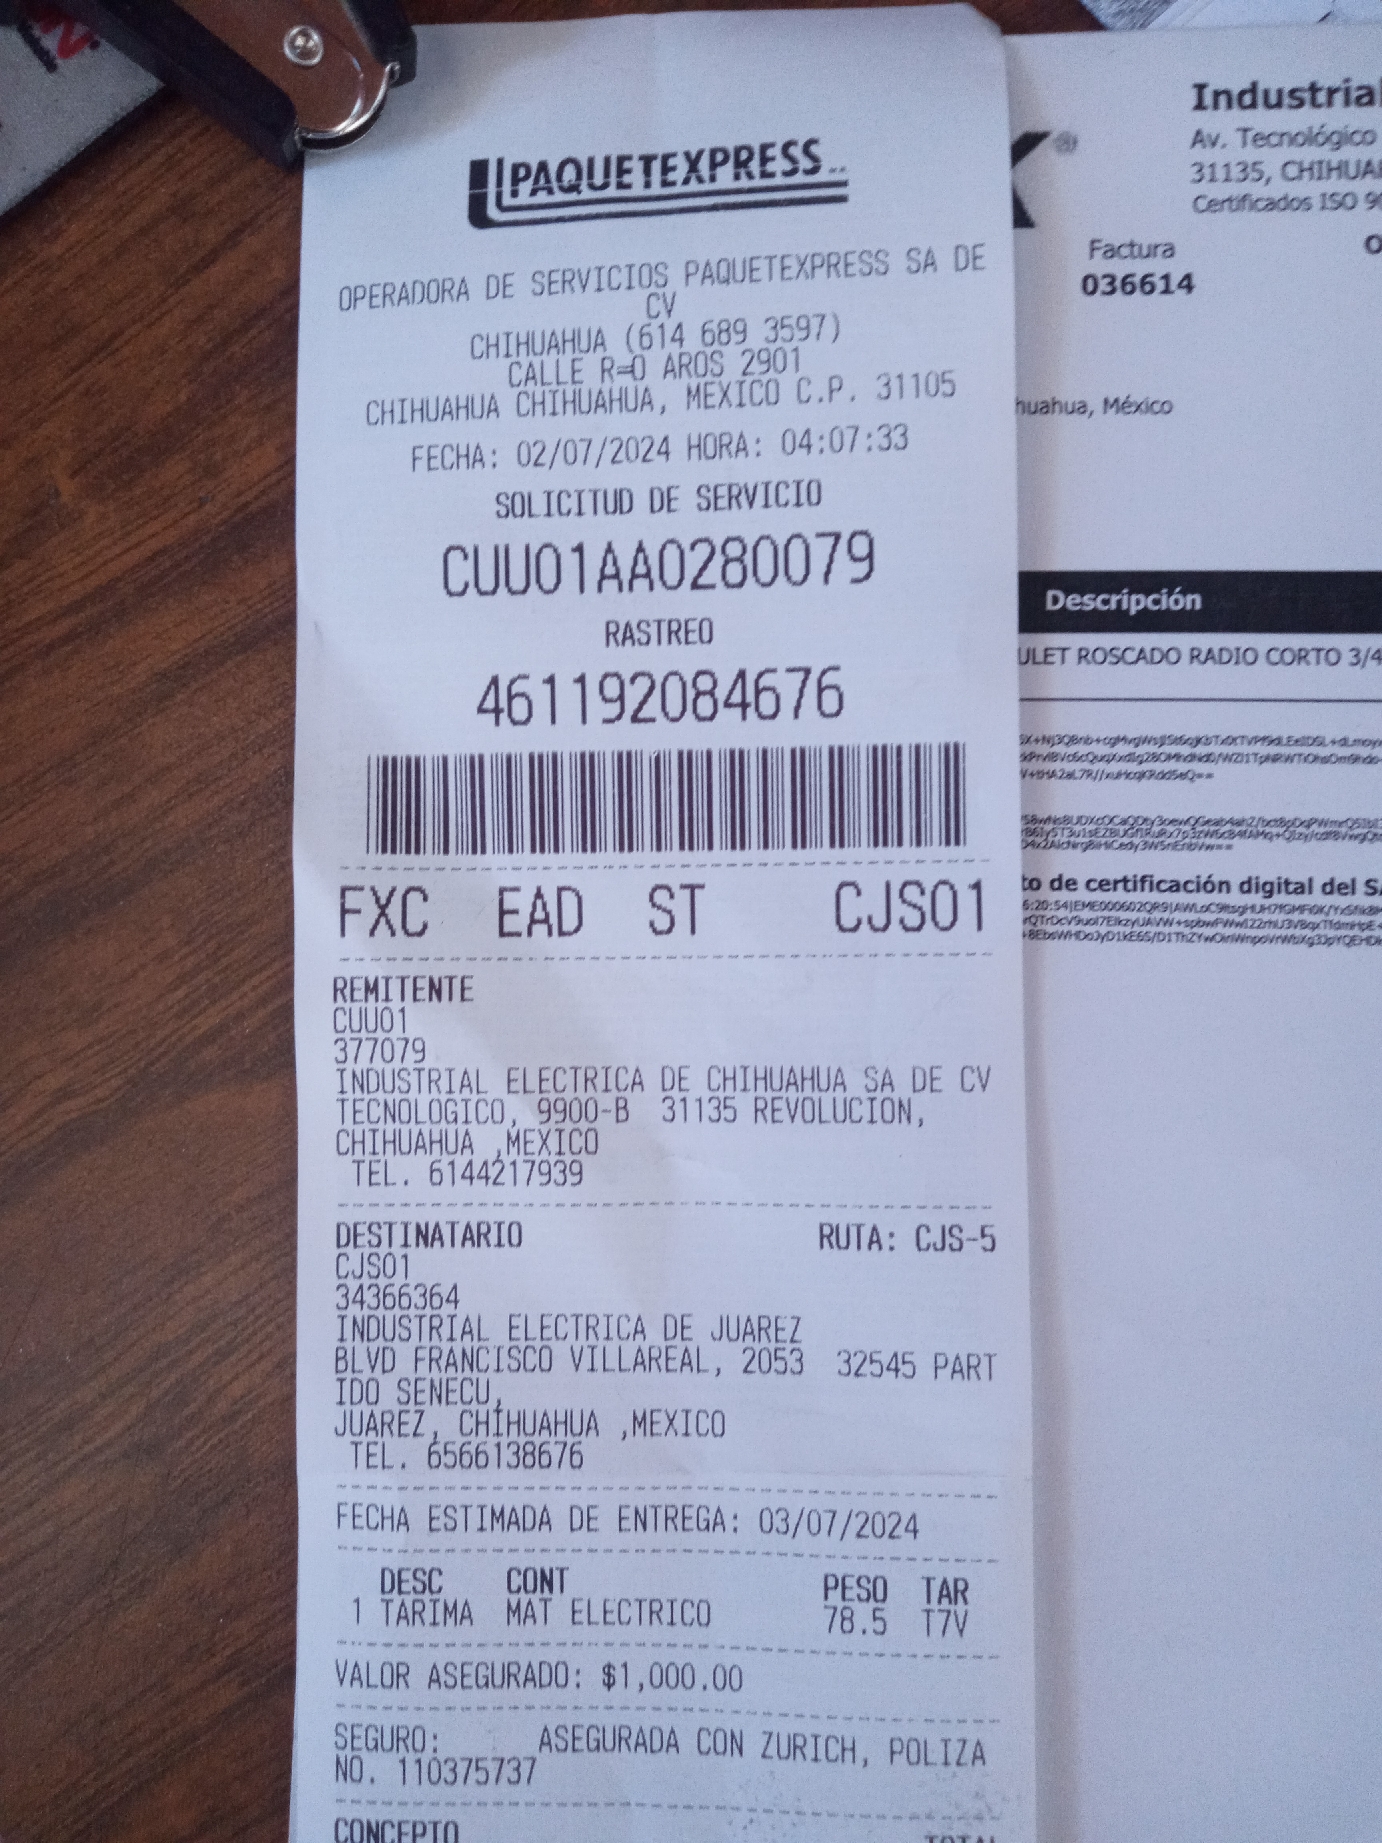 PAQUETEXPRESS
OPERADORA DE SERVICIOS PAQUETEXPRESS SA DE
CV
CHIHUAHUA (614 689 3597)
CALLE R=O AROS 2901
CHIHUAHUA CHIHUAHUA, MEXICO C.P. 31105
FECHA: 02/07/2024 HORA: 04:07:33
SOLICITUD DE SERVICIO
CUU01AA0280079
RASTREO
461192084676
FXC EAD ST CJS01
REMITENTE
CUU01
377079
INDUSTRIAL ELECTRICA DE CHIHUAHUA SA DE CV
TECNOLOGICO, 9900-B 31135 REVOLUCION,
CHIHUAHUA ,MEXICO
TEL. 6144217939
DESTINATARIO RUTA: CJS-5
CJS01
34366364
INDUSTRIAL ELECTRICA DE JUAREZ
BLVD FRANCISCO VILLAREAL, 2053 32545 PART
IDO SENECU,
JUAREZ, CHIHUAHUA ,MEXICO
TEL. 6566138676
FECHA ESTIMADA DE ENTREGA: 03/07/2024
DESC CONT PESO TAR
1 TARIMA MAT ELECTRICO 78.5 T7V
VALOR ASEGURADO: $1,000.00
SEGURO: ASEGURADA CON ZURICH, POLIZA
NO. 110375737
CONCEPTO TOTAL
Industrial
Av. Tecnológico
31135, CHIHUA
Certificados ISO 9
Factura
036614
huahua, México
Descripción
ULET ROSCADO RADIO CORTO 3/4
to de certificación digital del S